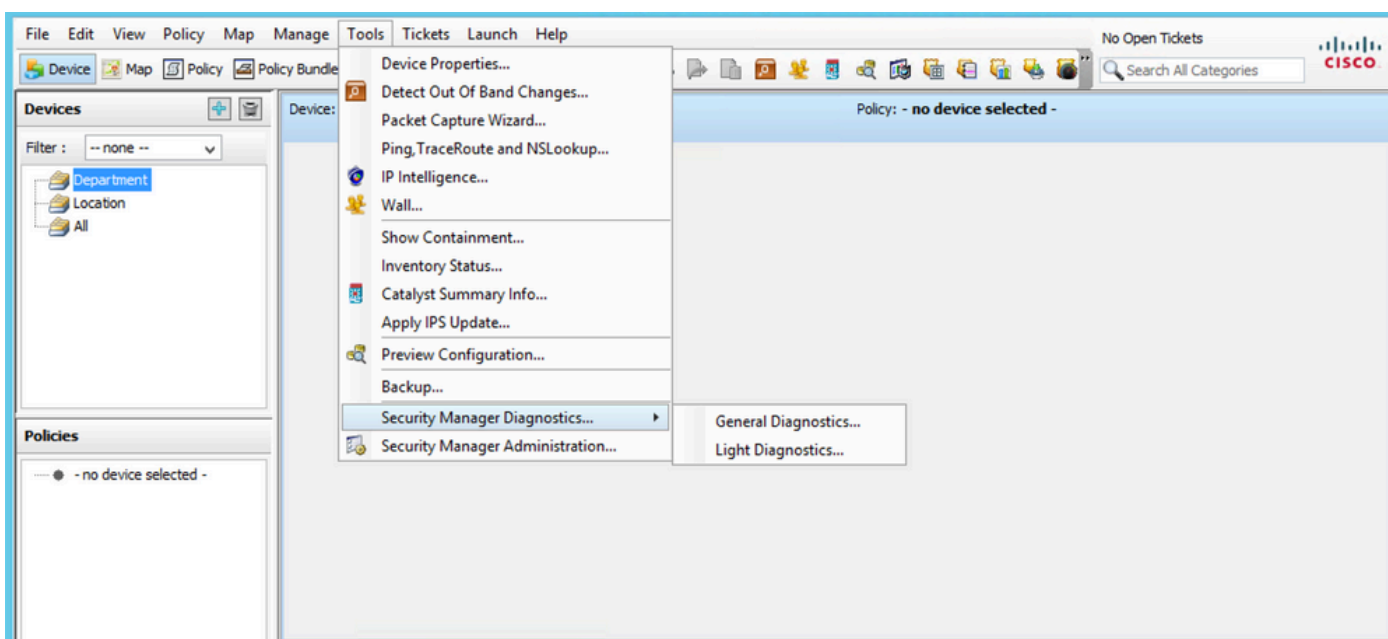 File Edit View Policy Map Manage Tools Tickets Launch Help
No Open Tickets
Device Map Policy Policy Bundle
Search All Categories
CISCO
Devices
Filter : -- none --
Department
Location
All
Policies
- no device selected -
Device:
Policy: - no device selected -
Device Properties...
Detect Out Of Band Changes...
Packet Capture Wizard...
Ping,TraceRoute and NSLookup...
IP Intelligence...
Wall...
Show Containment...
Inventory Status...
Catalyst Summary Info...
Apply IPS Update...
Preview Configuration...
Backup...
Security Manager Diagnostics...
Security Manager Administration...
General Diagnostics...
Light Diagnostics...